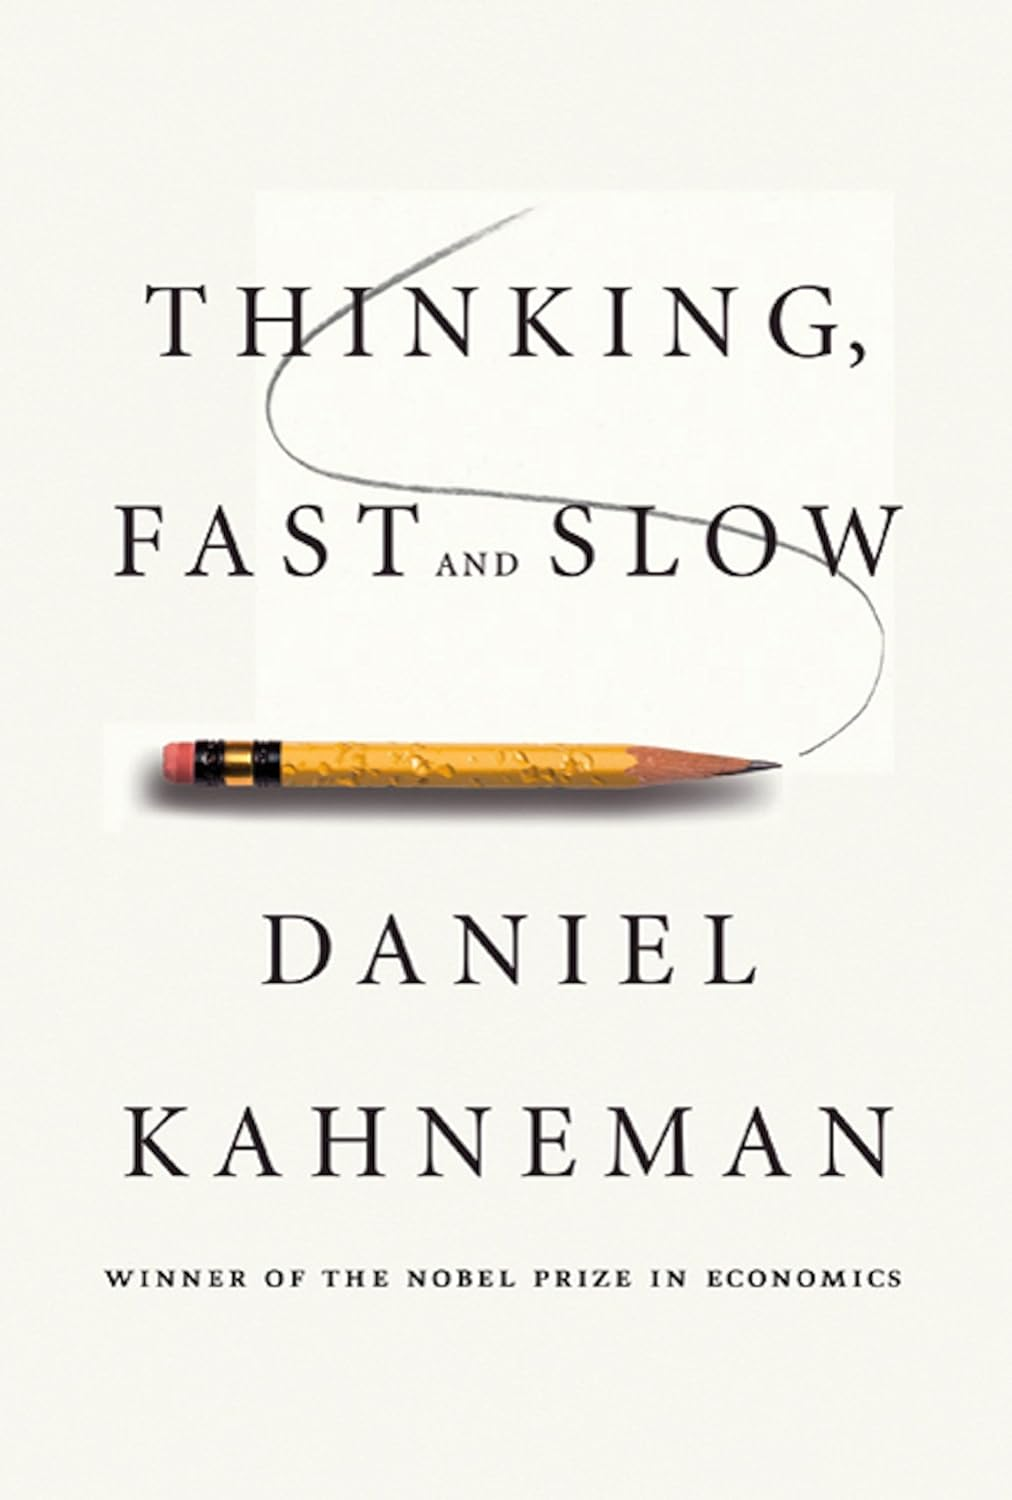 THINKING,
FAST AND SLOW
DANIEL
KAHNEMAN
WINNER OF THE NOBEL PRIZE IN ECONOMICS